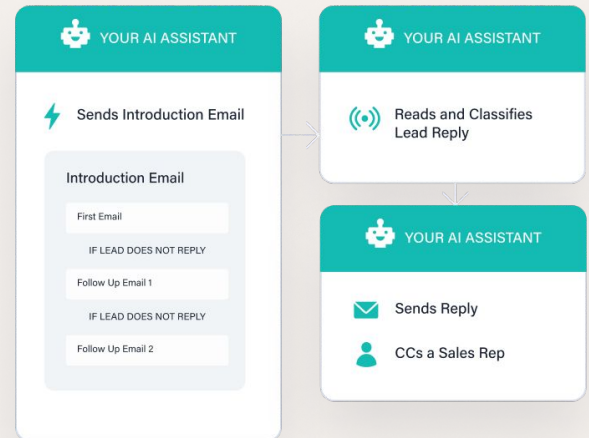 YOUR AI ASSISTANT
Sends Introduction Email
Introduction Email
First Email
IF LEAD DOES NOT REPLY
Follow Up Email 1
IF LEAD DOES NOT REPLY
Follow Up Email 2
YOUR AI ASSISTANT
Reads and Classifies
Lead Reply
YOUR AI ASSISTANT
Sends Reply
CCs a Sales Rep